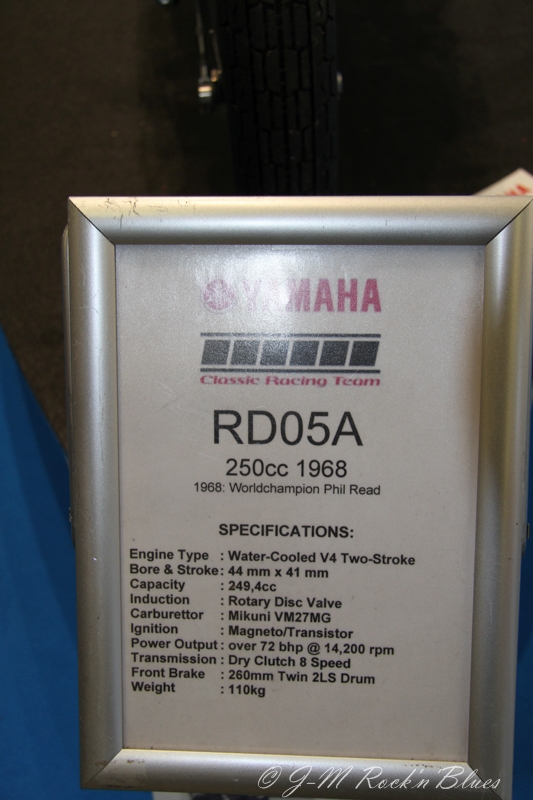 YAMAHA
Classic Racing Team
RD05A
250cc 1968
1968: Worldchampion Phil Read
SPECIFICATIONS:
Engine Type : Water-Cooled V4 Two-Stroke
Bore & Stroke: 44 mm x 41 mm
Capacity : 249,4cc
Induction : Rotary Disc Valve
Carburettor : Mikuni VM27MG
Ignition : Magneto/Transistor
Power Output: over 72 bhp @ 14,200 rpm
Transmission : Dry Clutch 8 Speed
Front Brake : 260mm Twin 2LS Drum
Weight : 110kg
© J-M Rock'n Blues